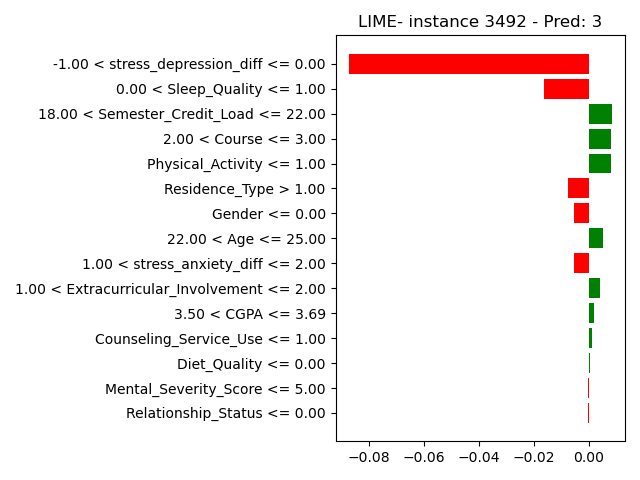 LIME- instance 3492 - Pred: 3
-1.00 < stress_depression_diff <= 0.00
0.00 < Sleep_Quality <= 1.00
18.00 < Semester_Credit_Load <= 22.00
2.00 < Course <= 3.00
Physical_Activity <= 1.00
Residence_Type > 1.00
Gender <= 0.00
22.00 < Age <= 25.00
1.00 < stress_anxiety_diff <= 2.00
1.00 < Extracurricular_Involvement <= 2.00
3.50 < CGPA <= 3.69
Counseling_Service_Use <= 1.00
Diet_Quality <= 0.00
Mental_Severity_Score <= 5.00
Relationship_Status <= 0.00
−0.08 −0.06 −0.04 −0.02 0.00